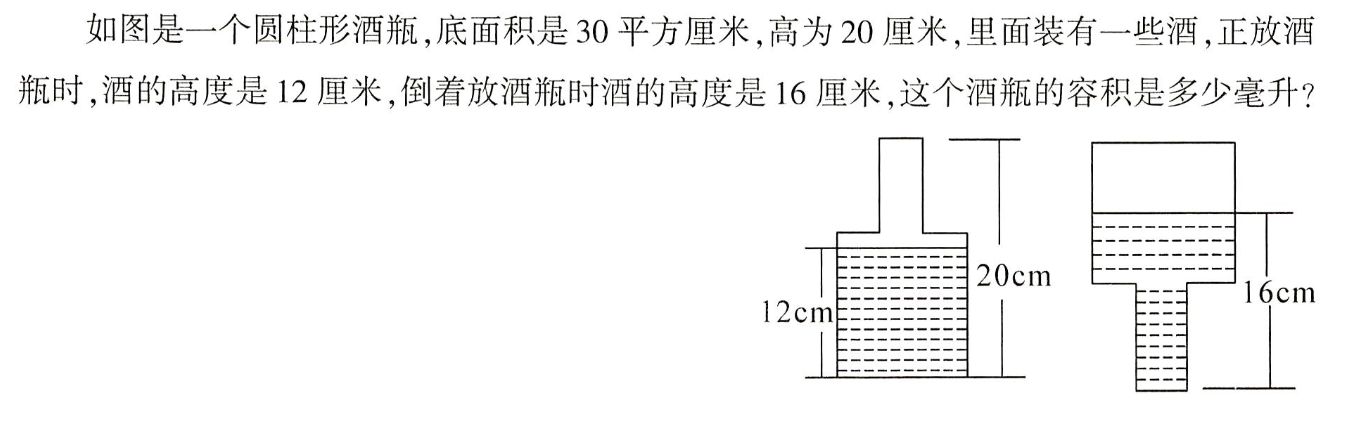 如图是一个圆柱形酒瓶,底面积是 30 平方厘米,高为 20 厘米,里面装有一些酒,正放酒
瓶时,酒的高度是 12 厘米,倒着放酒瓶时酒的高度是 16 厘米,这个酒瓶的容积是多少毫升?
20cm
12cm
16cm